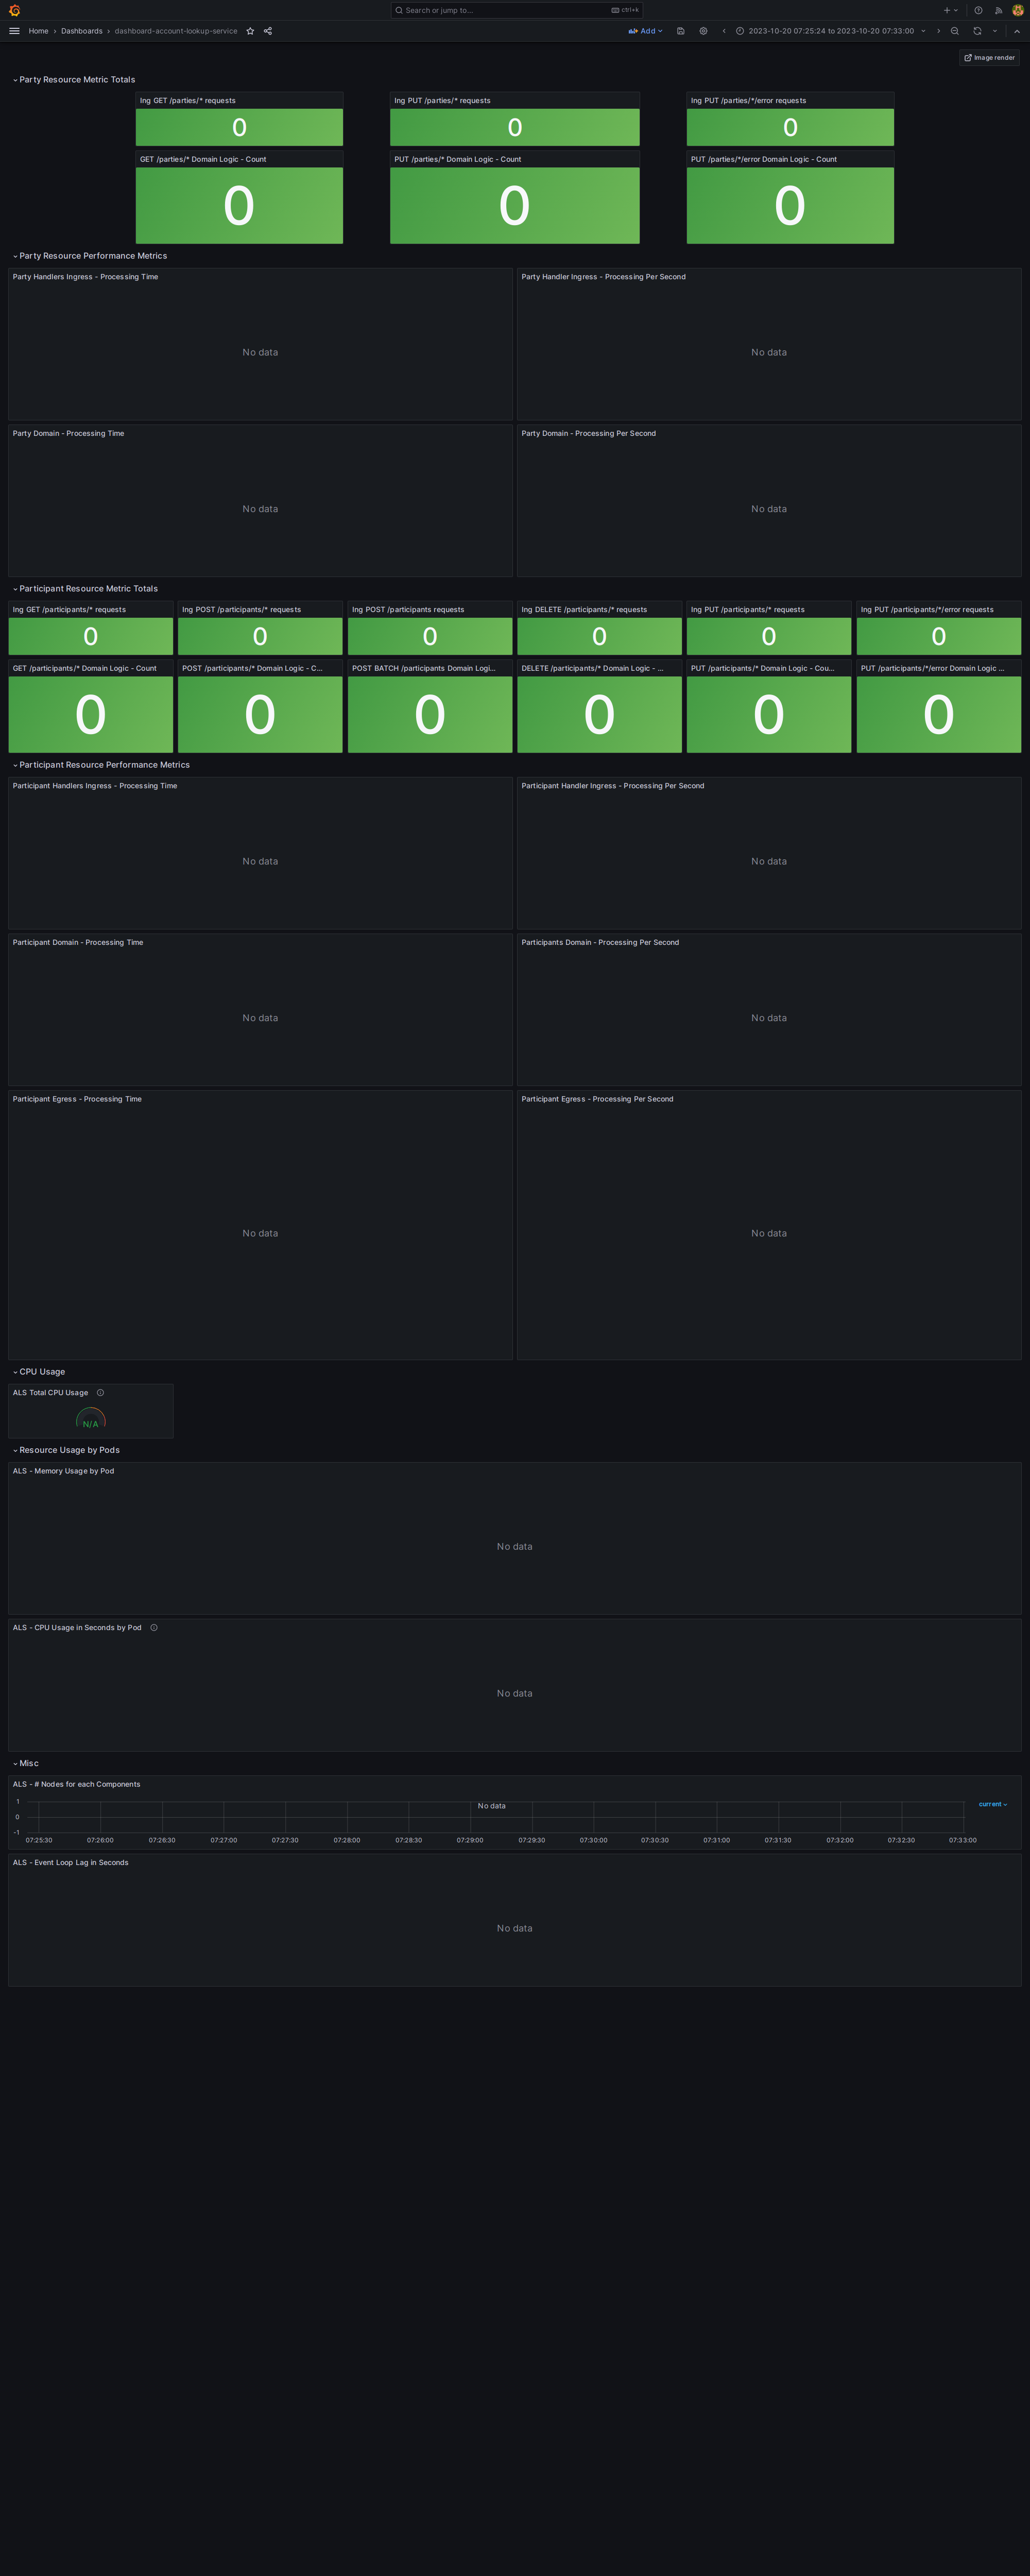 Search or jump to...
ctrl+k
Home
Dashboards
dashboard-account-lookup-service
Add
2023-10-20 07:25:24 to 2023-10-20 07:33:00
Image render
Party Resource Metric Totals
Ing GET /parties/* requests
Ing PUT /parties/* requests
Ing PUT /parties/*/error requests
0
0
0
GET /parties/* Domain Logic - Count
PUT /parties/* Domain Logic - Count
PUT /parties/*/error Domain Logic - Count
0
0
0
Party Resource Performance Metrics
Party Handlers Ingress - Processing Time
Party Handler Ingress - Processing Per Second
No data
No data
Party Domain - Processing Time
Party Domain - Processing Per Second
No data
No data
Participant Resource Metric Totals
Ing GET /participants/* requests
Ing POST /participants/* requests
Ing POST /participants requests
Ing DELETE /participants/* requests
Ing PUT /participants/* requests
Ing PUT /participants/*/error requests
0
0
0
0
0
0
GET /participants/* Domain Logic - Count
POST /participants/* Domain Logic - C...
POST BATCH /participants Domain Logi...
DELETE /participants/* Domain Logic - ...
PUT /participants/* Domain Logic - Cou...
PUT /participants/*/error Domain Logic ...
0
0
0
0
0
0
Participant Resource Performance Metrics
Participant Handlers Ingress - Processing Time
Participant Handler Ingress - Processing Per Second
No data
No data
Participant Domain - Processing Time
Participants Domain - Processing Per Second
No data
No data
Participant Egress - Processing Time
Participant Egress - Processing Per Second
No data
No data
CPU Usage
ALS Total CPU Usage
N/A
Resource Usage by Pods
ALS - Memory Usage by Pod
No data
ALS - CPU Usage in Seconds by Pod
No data
Misc
ALS - # Nodes for each Components
1
0
-1
No data
current
07:25:30
07:26:00
07:26:30
07:27:00
07:27:30
07:28:00
07:28:30
07:29:00
07:29:30
07:30:00
07:30:30
07:31:00
07:31:30
07:32:00
07:32:30
07:33:00
ALS - Event Loop Lag in Seconds
No data